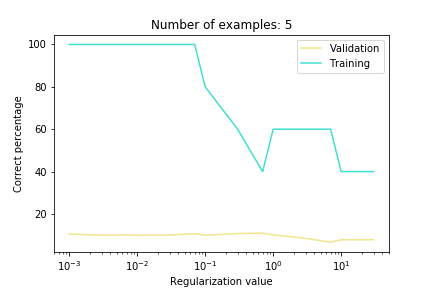 Number of examples: 5
Correct percentage
100
80
60
40
20
Validation
Training
10⁻³
10⁻²
10⁻¹
10⁰
10¹
Regularization value